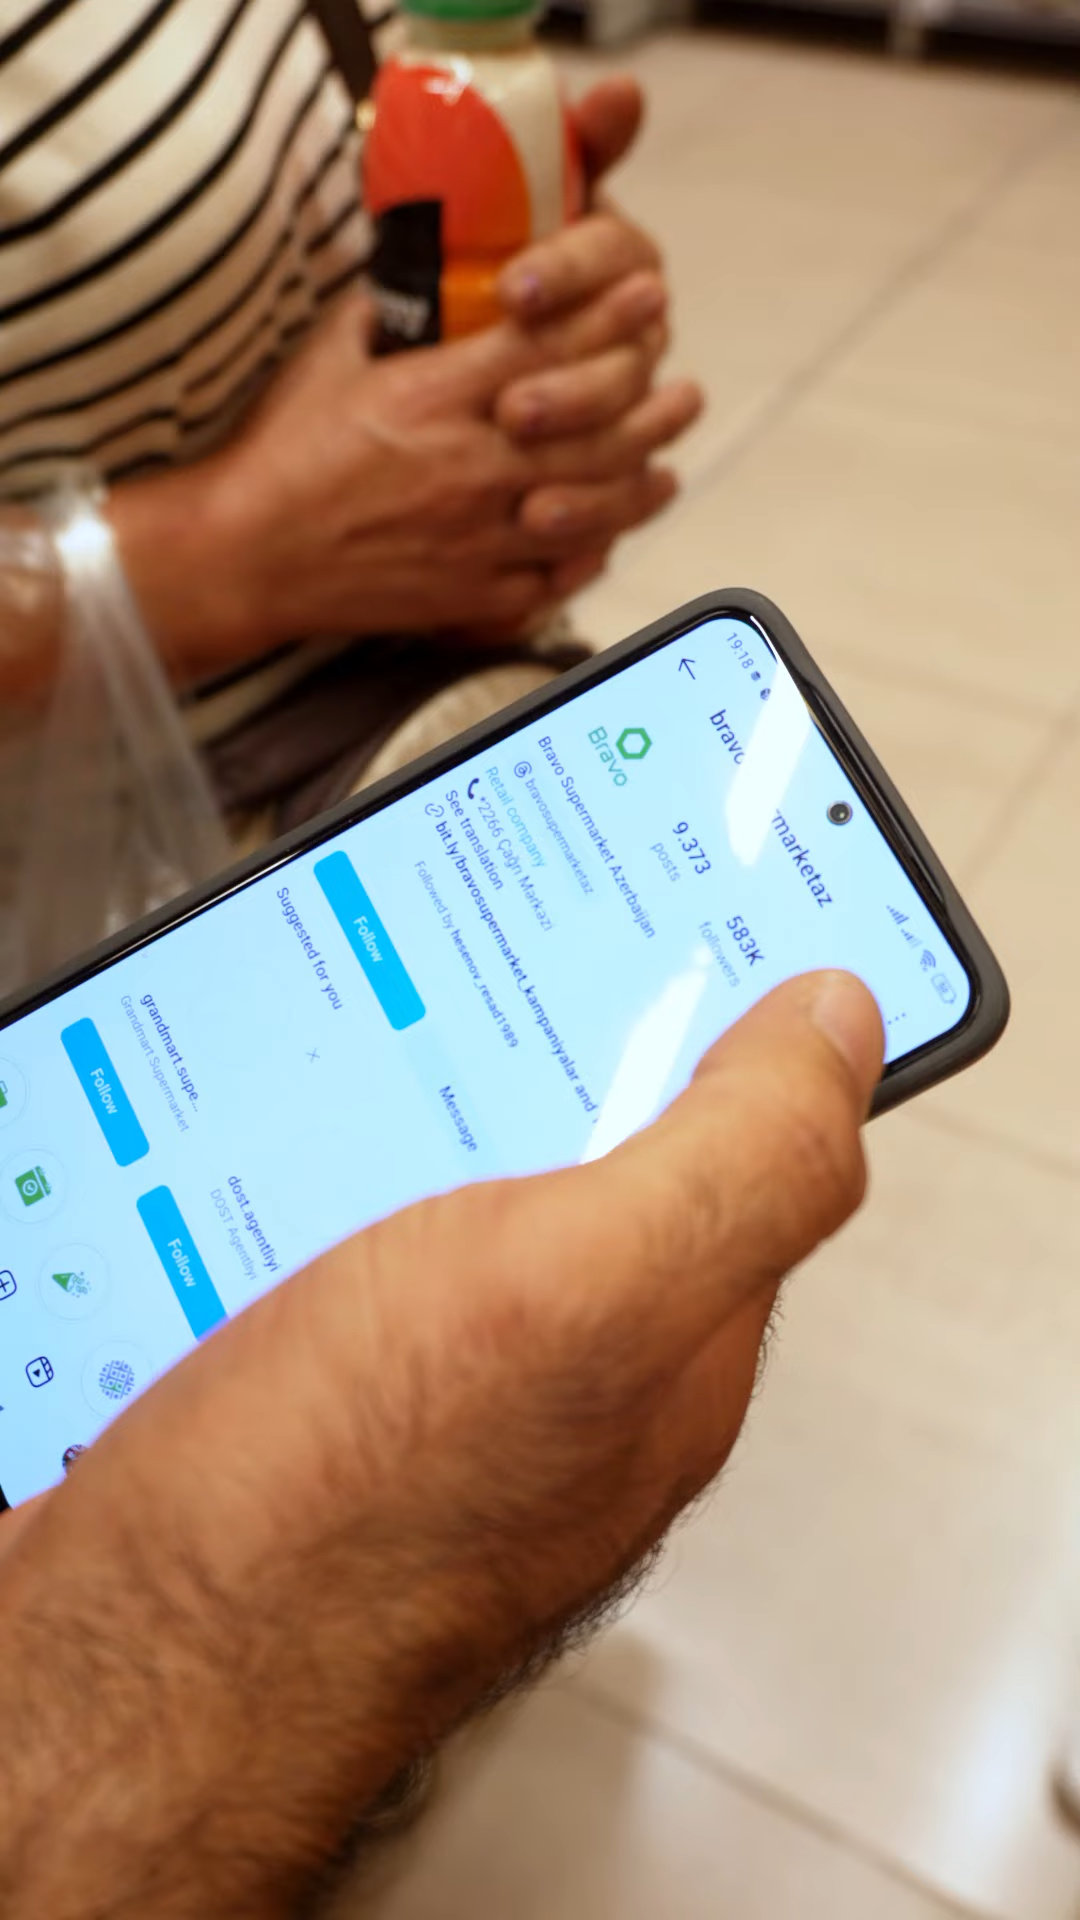 19:18
bravo
marketaz
Bravo
9.373
posts
583K
followers
Bravo Supermarket Azerbaijan
bravosupermarketaz
Retail company
*2266 Çağrı Mərkəzi
See translation
bit.ly/bravosupermarket_kampaniyalar and
Followed by hesenov_resad1989
Follow
Message
Suggested for you
grandmart.supe...
Grandmart Supermarket
Follow
dost.agentliyi
DOST Agentliyi
Follow